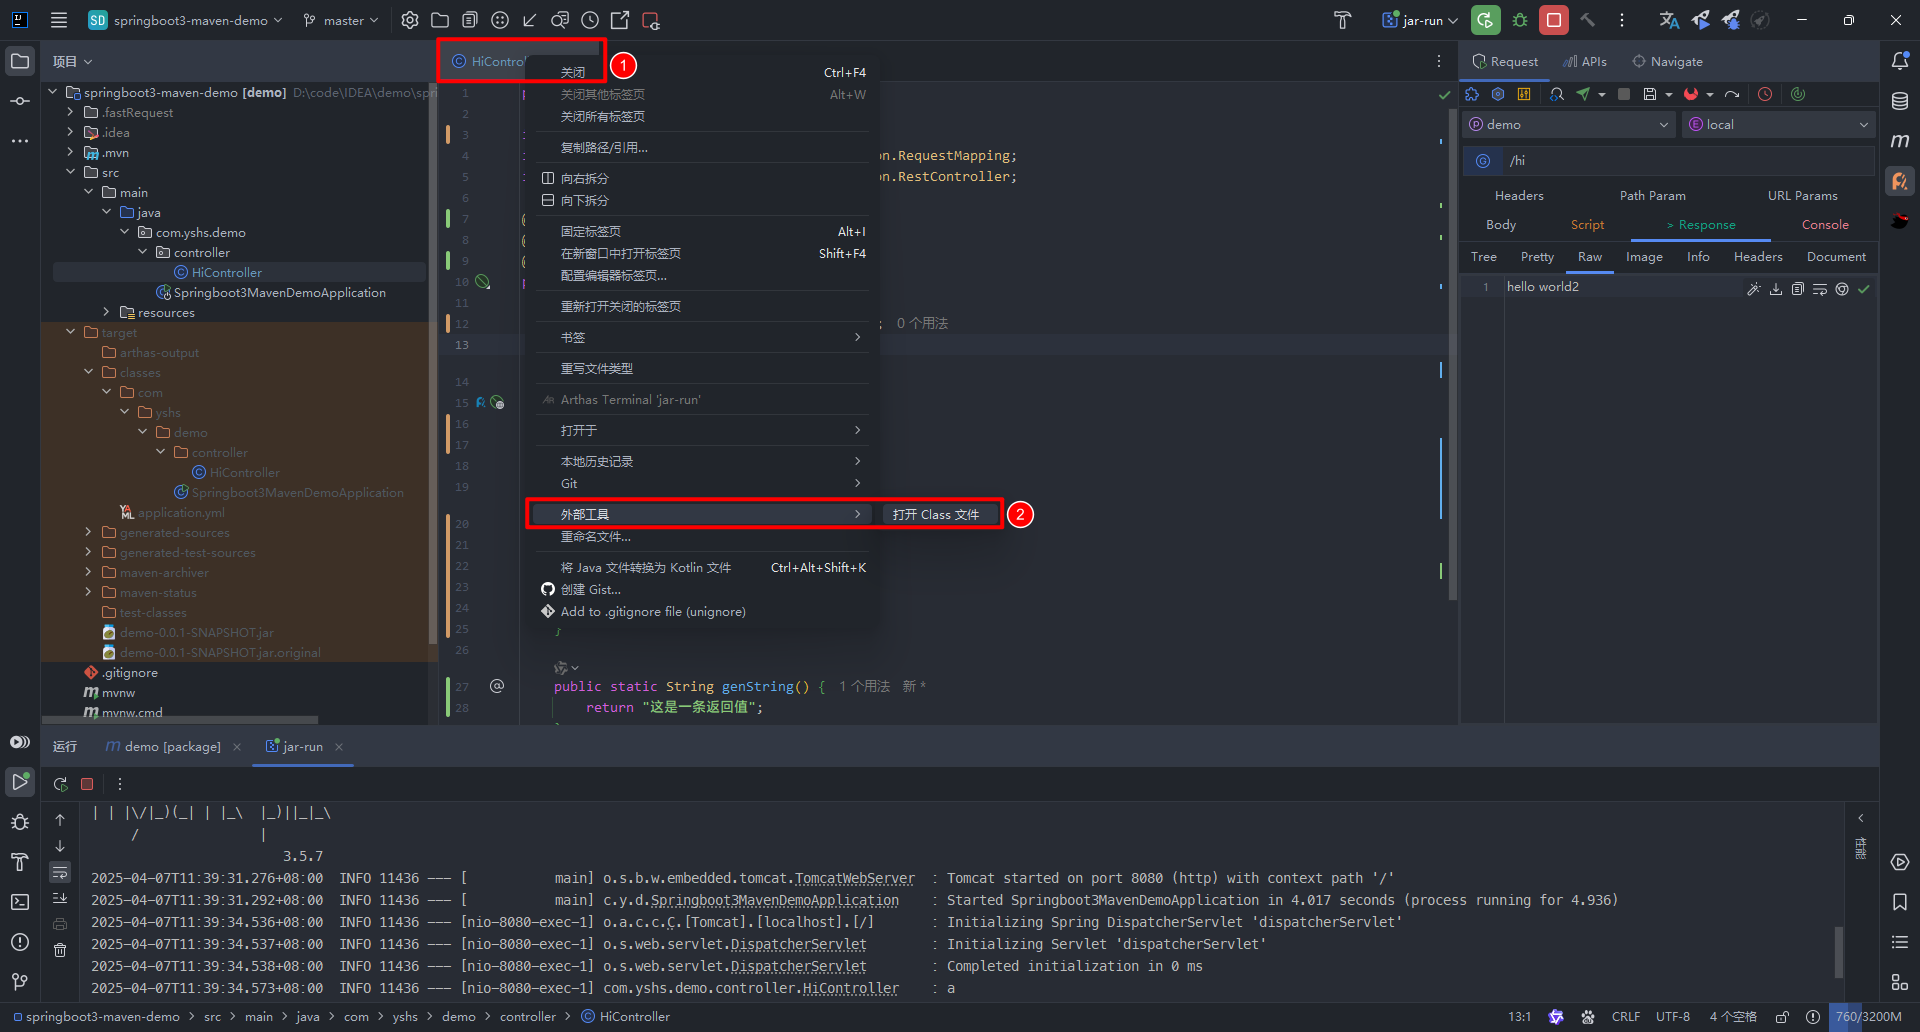 SD springboot3-maven-demo master jar-run
项目
springboot3-maven-demo [demo] D:\code\IDEA\demo\spri
.fastRequest
.idea
.mvn
src
main
java
com.yshs.demo
controller
HiController
Springboot3MavenDemoApplication
resources
target
arthas-output
classes
com
yshs
demo
controller
HiController
Springboot3MavenDemoApplication
application.yml
generated-sources
generated-test-sources
maven-archiver
maven-status
test-classes
demo-0.0.1-SNAPSHOT.jar
demo-0.0.1-SNAPSHOT.jar.original
.gitignore
mvnw
mvnw.cmd
HiControl
1
关闭 Ctrl+F4
关闭其他标签页 Alt+W
关闭所有标签页
复制路径/引用...
向右拆分
向下拆分
固定标签页 Alt+I
在新窗口中打开标签页 Shift+F4
配置编辑器标签页...
重新打开关闭的标签页
书签
重写文件类型
Arthas Terminal 'jar-run'
打开于
本地历史记录
Git
外部工具 打开 Class 文件
2
重命名文件...
将 Java 文件转换为 Kotlin 文件 Ctrl+Alt+Shift+K
创建 Gist...
Add to .gitignore file (unignore)
1
2
3
4 on.RequestMapping;
5 on.RestController;
6
7
8
9
10
11
12 ; 0 个用法
13
14
15
16
17
18
19
20
21
22
23
24
25 }
26
27 public static String genString() { 1 个用法 新 *
28 return "这是一条返回值";
Request APIs Navigate
demo local
/hi
Headers Path Param URL Params
Body Script > Response Console
Tree Pretty Raw Image Info Headers Document
1 hello world2
运行 demo [package] jar-run
| | |\/|_)(_| | |_\  |_)||_|_\
/ |
3.5.7
2025-04-07T11:39:31.276+08:00 INFO 11436 --- [ main] o.s.b.w.embedded.tomcat.TomcatWebServer : Tomcat started on port 8080 (http) with context path '/'
2025-04-07T11:39:31.292+08:00 INFO 11436 --- [ main] c.y.d.Springboot3MavenDemoApplication : Started Springboot3MavenDemoApplication in 4.017 seconds (process running for 4.936)
2025-04-07T11:39:34.536+08:00 INFO 11436 --- [nio-8080-exec-1] o.a.c.c.C.[Tomcat].[localhost].[/] : Initializing Spring DispatcherServlet 'dispatcherServlet'
2025-04-07T11:39:34.537+08:00 INFO 11436 --- [nio-8080-exec-1] o.s.web.servlet.DispatcherServlet : Initializing Servlet 'dispatcherServlet'
2025-04-07T11:39:34.538+08:00 INFO 11436 --- [nio-8080-exec-1] o.s.web.servlet.DispatcherServlet : Completed initialization in 0 ms
2025-04-07T11:39:34.573+08:00 INFO 11436 --- [nio-8080-exec-1] com.yshs.demo.controller.HiController : a
性能
springboot3-maven-demo > src > main > java > com > yshs > demo > controller > HiController
13:1 CRLF UTF-8 4 个空格 760/3200M